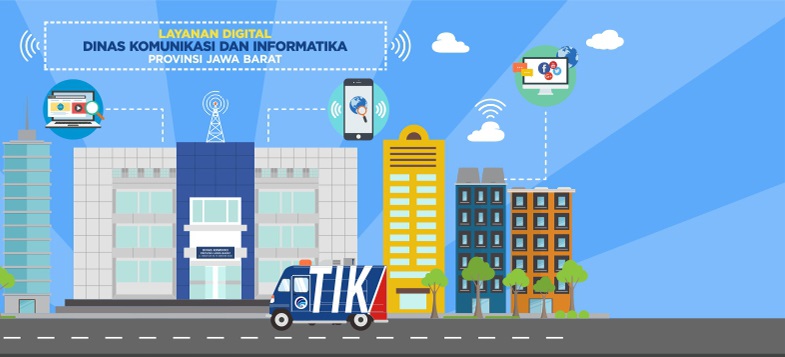 LAYANAN DIGITAL
DINAS KOMUNIKASI DAN INFORMATIKA
PROVINSI JAWA BARAT
TIK